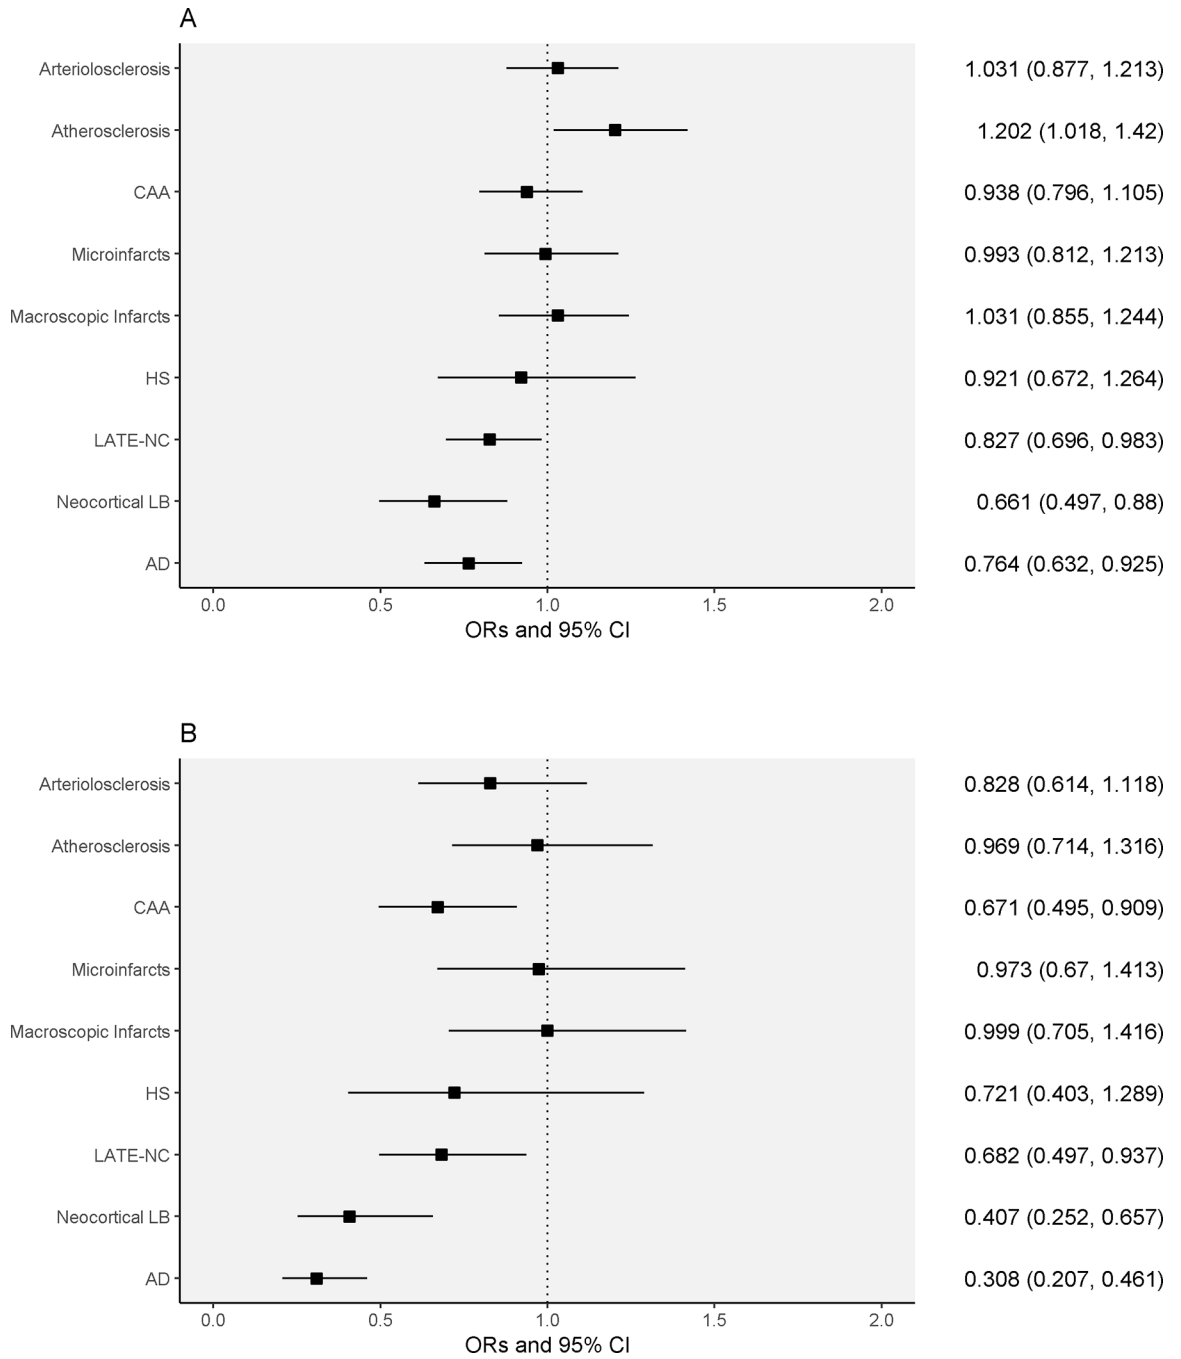 A
Arteriolosclerosis 1.031 (0.877, 1.213)
Atherosclerosis 1.202 (1.018, 1.42)
CAA 0.938 (0.796, 1.105)
Microinfarcts 0.993 (0.812, 1.213)
Macroscopic Infarcts 1.031 (0.855, 1.244)
HS 0.921 (0.672, 1.264)
LATE-NC 0.827 (0.696, 0.983)
Neocortical LB 0.661 (0.497, 0.88)
AD 0.764 (0.632, 0.925)
0.0 0.5 1.0 1.5 2.0
ORs and 95% CI
B
Arteriolosclerosis 0.828 (0.614, 1.118)
Atherosclerosis 0.969 (0.714, 1.316)
CAA 0.671 (0.495, 0.909)
Microinfarcts 0.973 (0.67, 1.413)
Macroscopic Infarcts 0.999 (0.705, 1.416)
HS 0.721 (0.403, 1.289)
LATE-NC 0.682 (0.497, 0.937)
Neocortical LB 0.407 (0.252, 0.657)
AD 0.308 (0.207, 0.461)
0.0 0.5 1.0 1.5 2.0
ORs and 95% CI